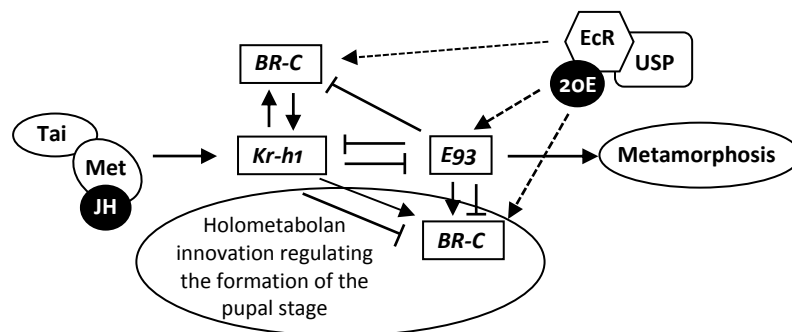 EcR
USP
20E
BR-C
Tai
Met
JH
Kr-h1
E93
Metamorphosis
BR-C
Holometabolan
innovation regulating
the formation of the
pupal stage